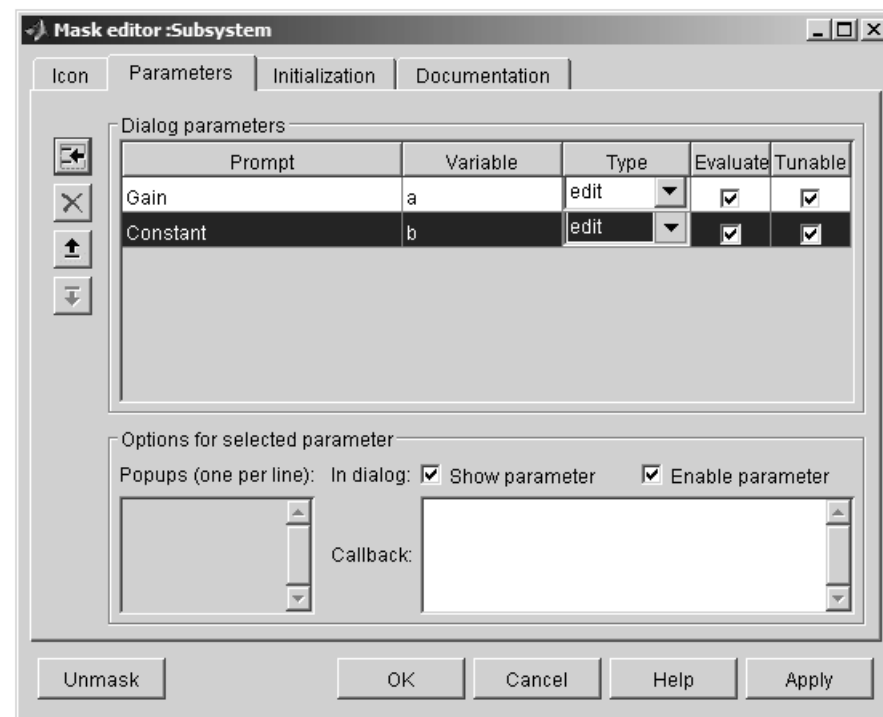 Mask editor :Subsystem
Icon Parameters Initialization Documentation
Dialog parameters
Prompt Variable Type Evaluate Tunable
Gain a edit
Constant b edit
Options for selected parameter
Popups (one per line): In dialog: Show parameter Enable parameter
Callback:
Unmask OK Cancel Help Apply